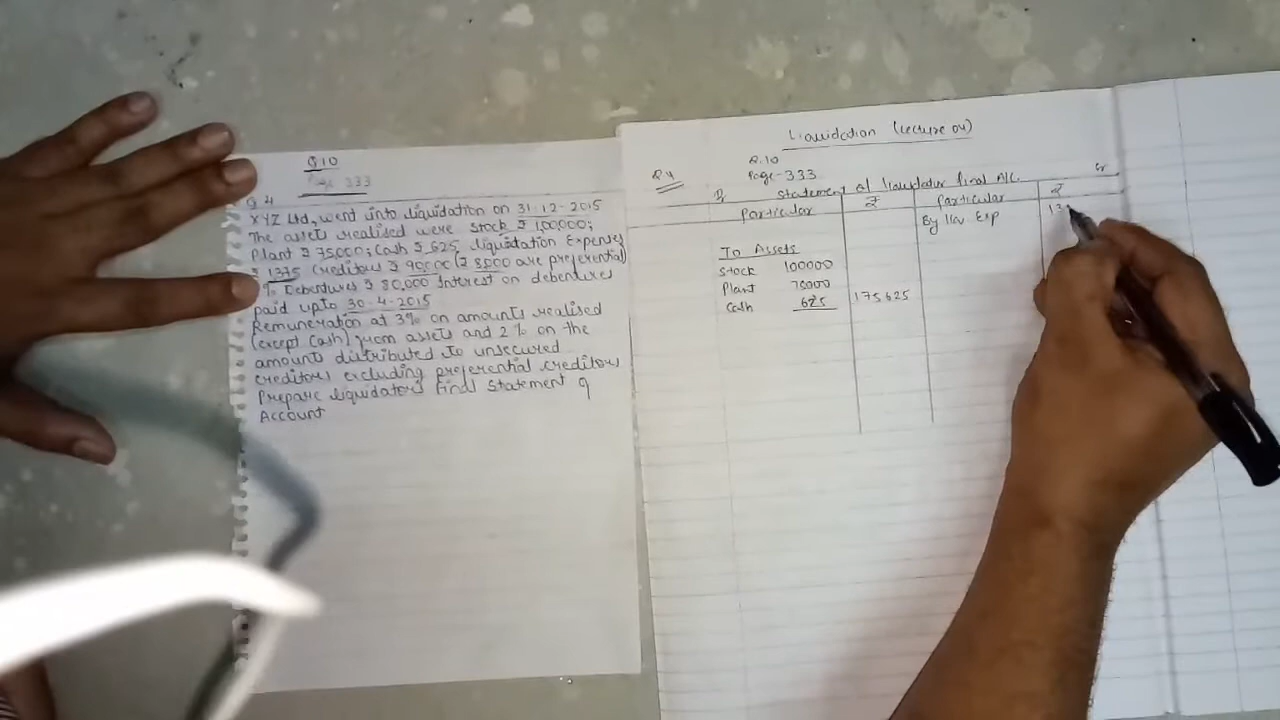 Q.10
Page 333
Q 4
XYZ Ltd, went into liquidation on 31-12-2015
The assets realised were Stock ₹ 1,00,000;
Plant ₹ 75,000; Cash ₹ 625 liquidation Expenses
₹ 1375 Creditors ₹ 90,000 (₹ 8,000 are preferential)
% Debentures ₹ 80,000 Interest on debentures
paid upto 30-4-2015
Remuneration at 3% on amounts realised
(except Cash) from assets and 2% on the
amounts distributed to unsecured
creditors excluding preferential creditors
Prepare liquidators Final Statement of
Account
Liquidation (Lecture 04)
Q.4
Q.10
Page-333
Statement of liquidator final A/c.
Dr Cr
Particular ₹ Particular ₹
By liq. Exp 13
To Assets
Stock 100000
Plant 75000
Cash 625 175625